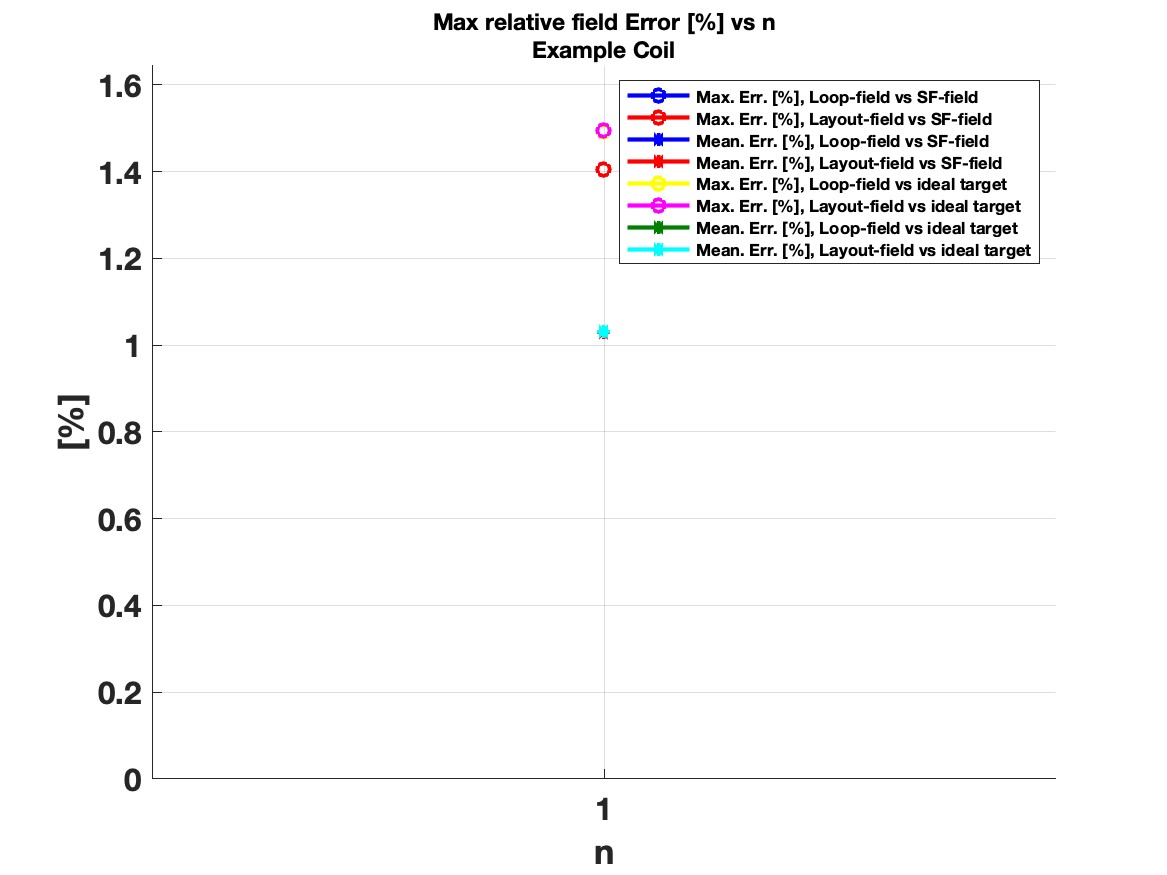 Max relative field Error [%] vs n
Example Coil
1.6
1.4
1.2
1
0.8
0.6
0.4
0.2
0
[%]
Max. Err. [%], Loop-field vs SF-field
Max. Err. [%], Layout-field vs SF-field
Mean. Err. [%], Loop-field vs SF-field
Mean. Err. [%], Layout-field vs SF-field
Max. Err. [%], Loop-field vs ideal target
Max. Err. [%], Layout-field vs ideal target
Mean. Err. [%], Loop-field vs ideal target
Mean. Err. [%], Layout-field vs ideal target
1
n